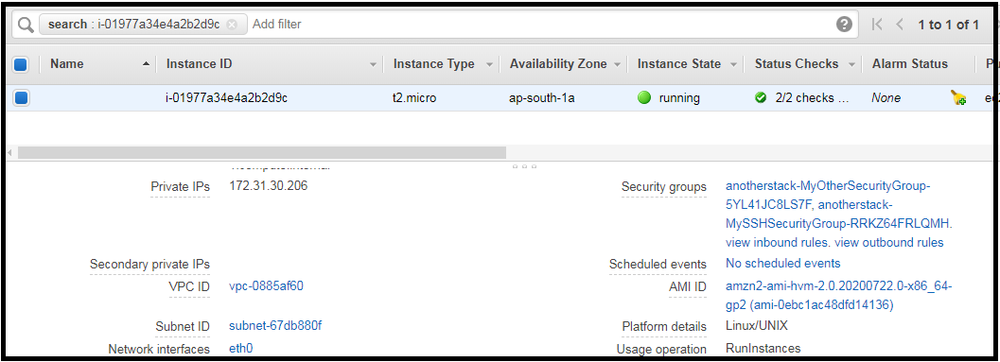 search : i-01977a34e4a2b2d9c Add filter 1 to 1 of 1
Name Instance ID Instance Type Availability Zone Instance State Status Checks Alarm Status
i-01977a34e4a2b2d9c t2.micro ap-south-1a running 2/2 checks ... None
Private IPs 172.31.30.206
Security groups anotherstack-MyOtherSecurityGroup-
5YL41JC8LS7F, anotherstack-
MySSHSecurityGroup-RRKZ64FRLQMH.
view inbound rules. view outbound rules
Secondary private IPs
Scheduled events No scheduled events
VPC ID vpc-0885af60
AMI ID amzn2-ami-hvm-2.0.20200722.0-x86_64-
gp2 (ami-0ebc1ac48dfd14136)
Subnet ID subnet-67db880f
Platform details Linux/UNIX
Network interfaces eth0
Usage operation RunInstances